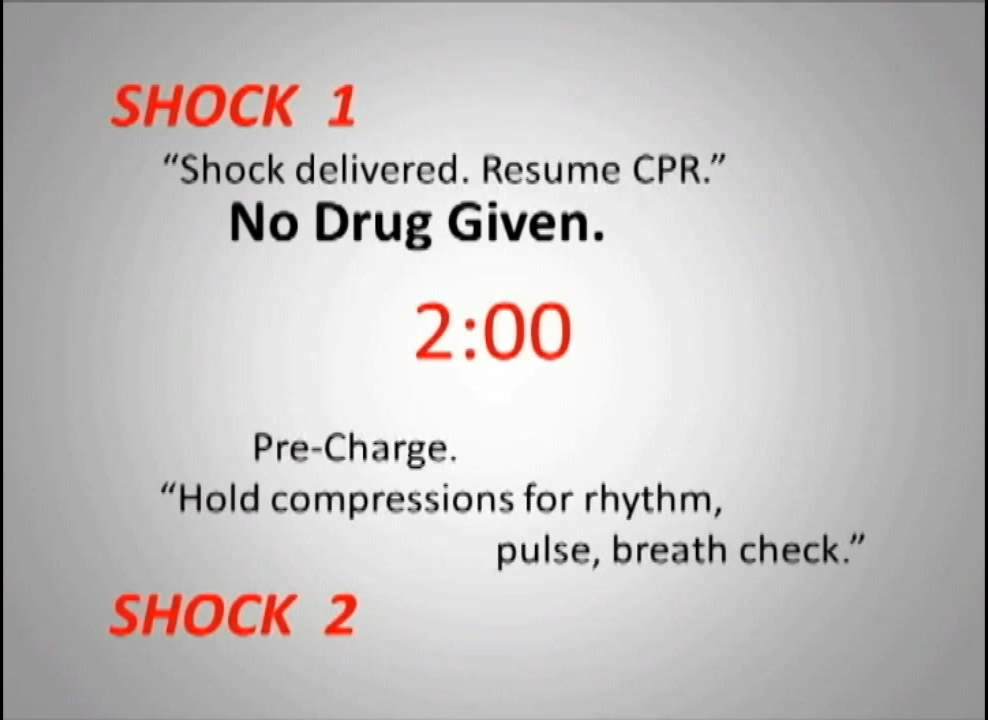 SHOCK 1
“Shock delivered. Resume CPR.”
No Drug Given.
2:00
Pre-Charge.
“Hold compressions for rhythm,
pulse, breath check.”
SHOCK 2